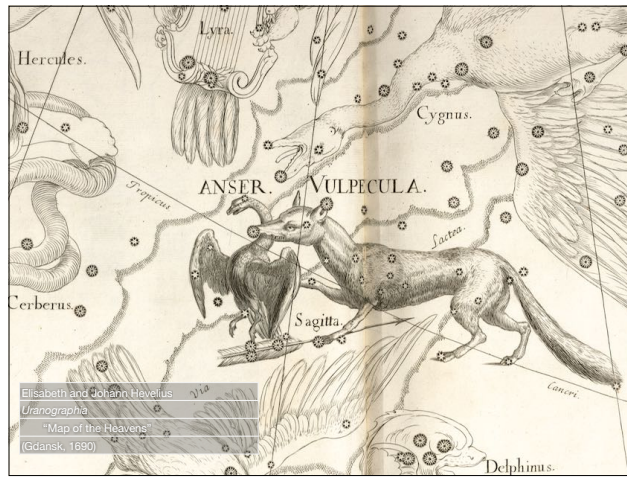 Lyra.
Hercules.
Cygnus.
ANSER. VULPECULA.
Tropicus
Lactea.
Cerberus.
Sagitta.
Via
Cancri.
Delphinus.
Elisabeth and Johann Hevelius
Uranographia
“Map of the Heavens”
(Gdańsk, 1690)